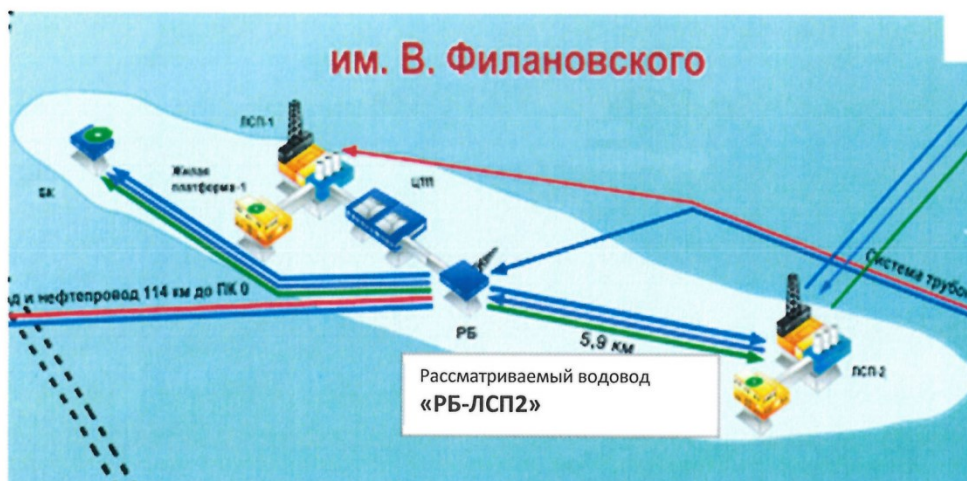 им. В. Филановского
ЛСП-1
ЦТП
Жилая
платформа-1
БК
од и нефтепровод 114 км до ПК 0
Система трубо
РБ
5,9 км
ЛСП-2
Рассматриваемый водовод
«РБ-ЛСП2»